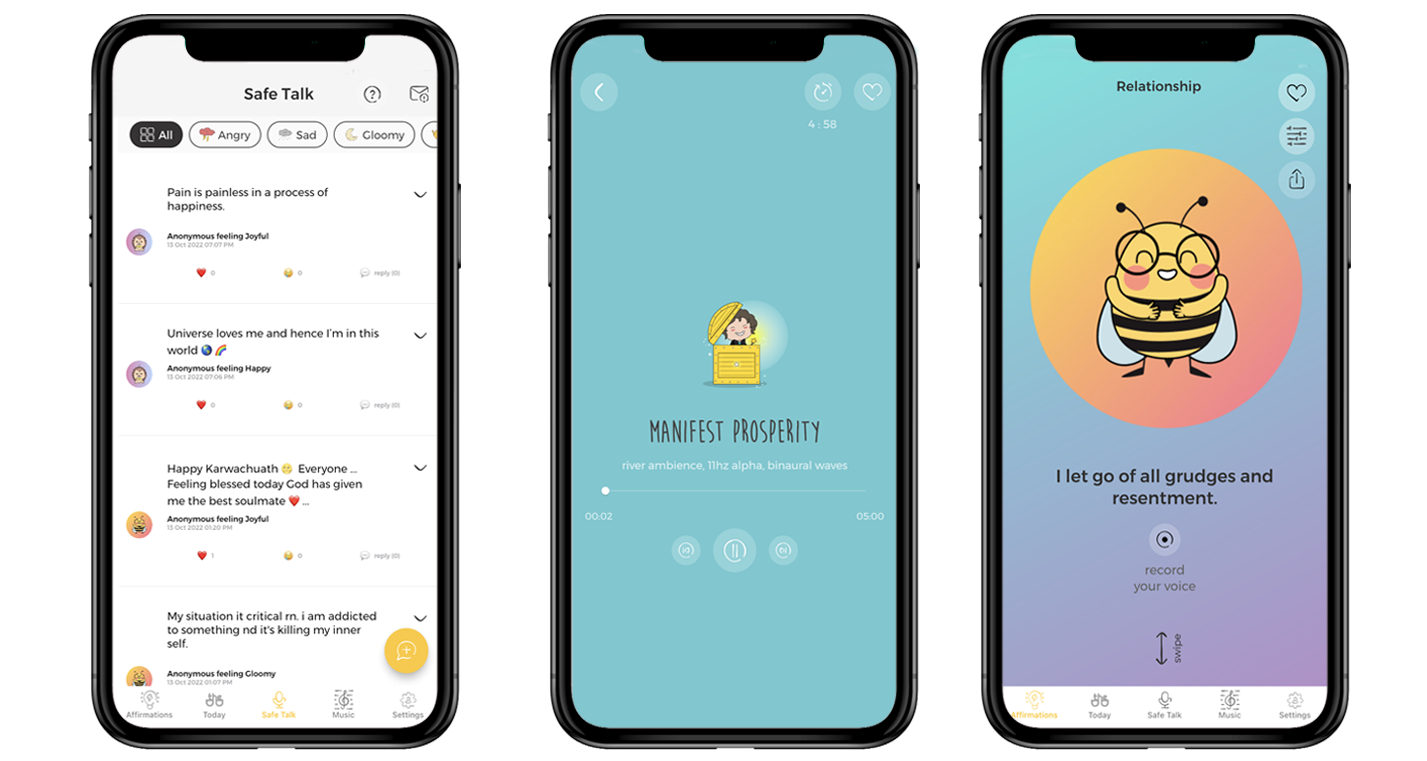 Safe Talk
All
Angry
Sad
Gloomy
Pain is painless in a process of
happiness.
Anonymous feeling Joyful
13 Oct 2022 07:07 PM
0
0
reply (0)
Universe loves me and hence I'm in this
world 🌎 🌈
Anonymous feeling Happy
13 Oct 2022 07:06 PM
0
0
reply (0)
Happy Karwachuath 🌝 Everyone ...
Feeling blessed today God has given
me the best soulmate ❤️ ...
Anonymous feeling Joyful
13 Oct 2022 01:20 PM
1
0
reply (0)
My situation it critical rn. i am addicted
to something nd it's killing my inner
self.
Anonymous feeling Gloomy
13 Oct 2022 01:07 PM
Affirmations
Today
Safe Talk
Music
Settings
4 : 58
MANIFEST PROSPERITY
river ambience, 11hz alpha, binaural waves
00:02
05:00
Relationship
I let go of all grudges and
resentment.
record
your voice
swipe
Affirmations
Today
Safe Talk
Music
Settings